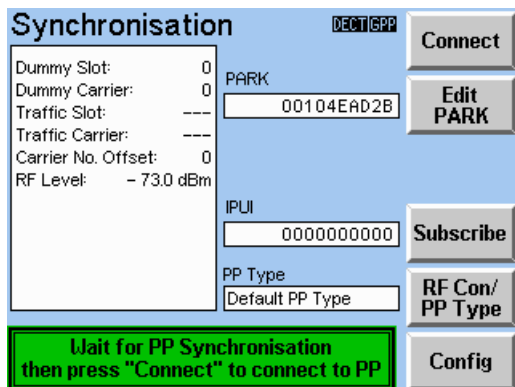 Synchronisation
DECT GPP
Dummy Slot: 0
Dummy Carrier: 0
Traffic Slot: ---
Traffic Carrier: ---
Carrier No. Offset: 0
RF Level: - 73.0 dBm
PARK
00104EAD2B
IPUI
0000000000
PP Type
Default PP Type
Wait for PP Synchronisation
then press "Connect" to connect to PP
Connect
Edit
PARK
Subscribe
RF Con/
PP Type
Config